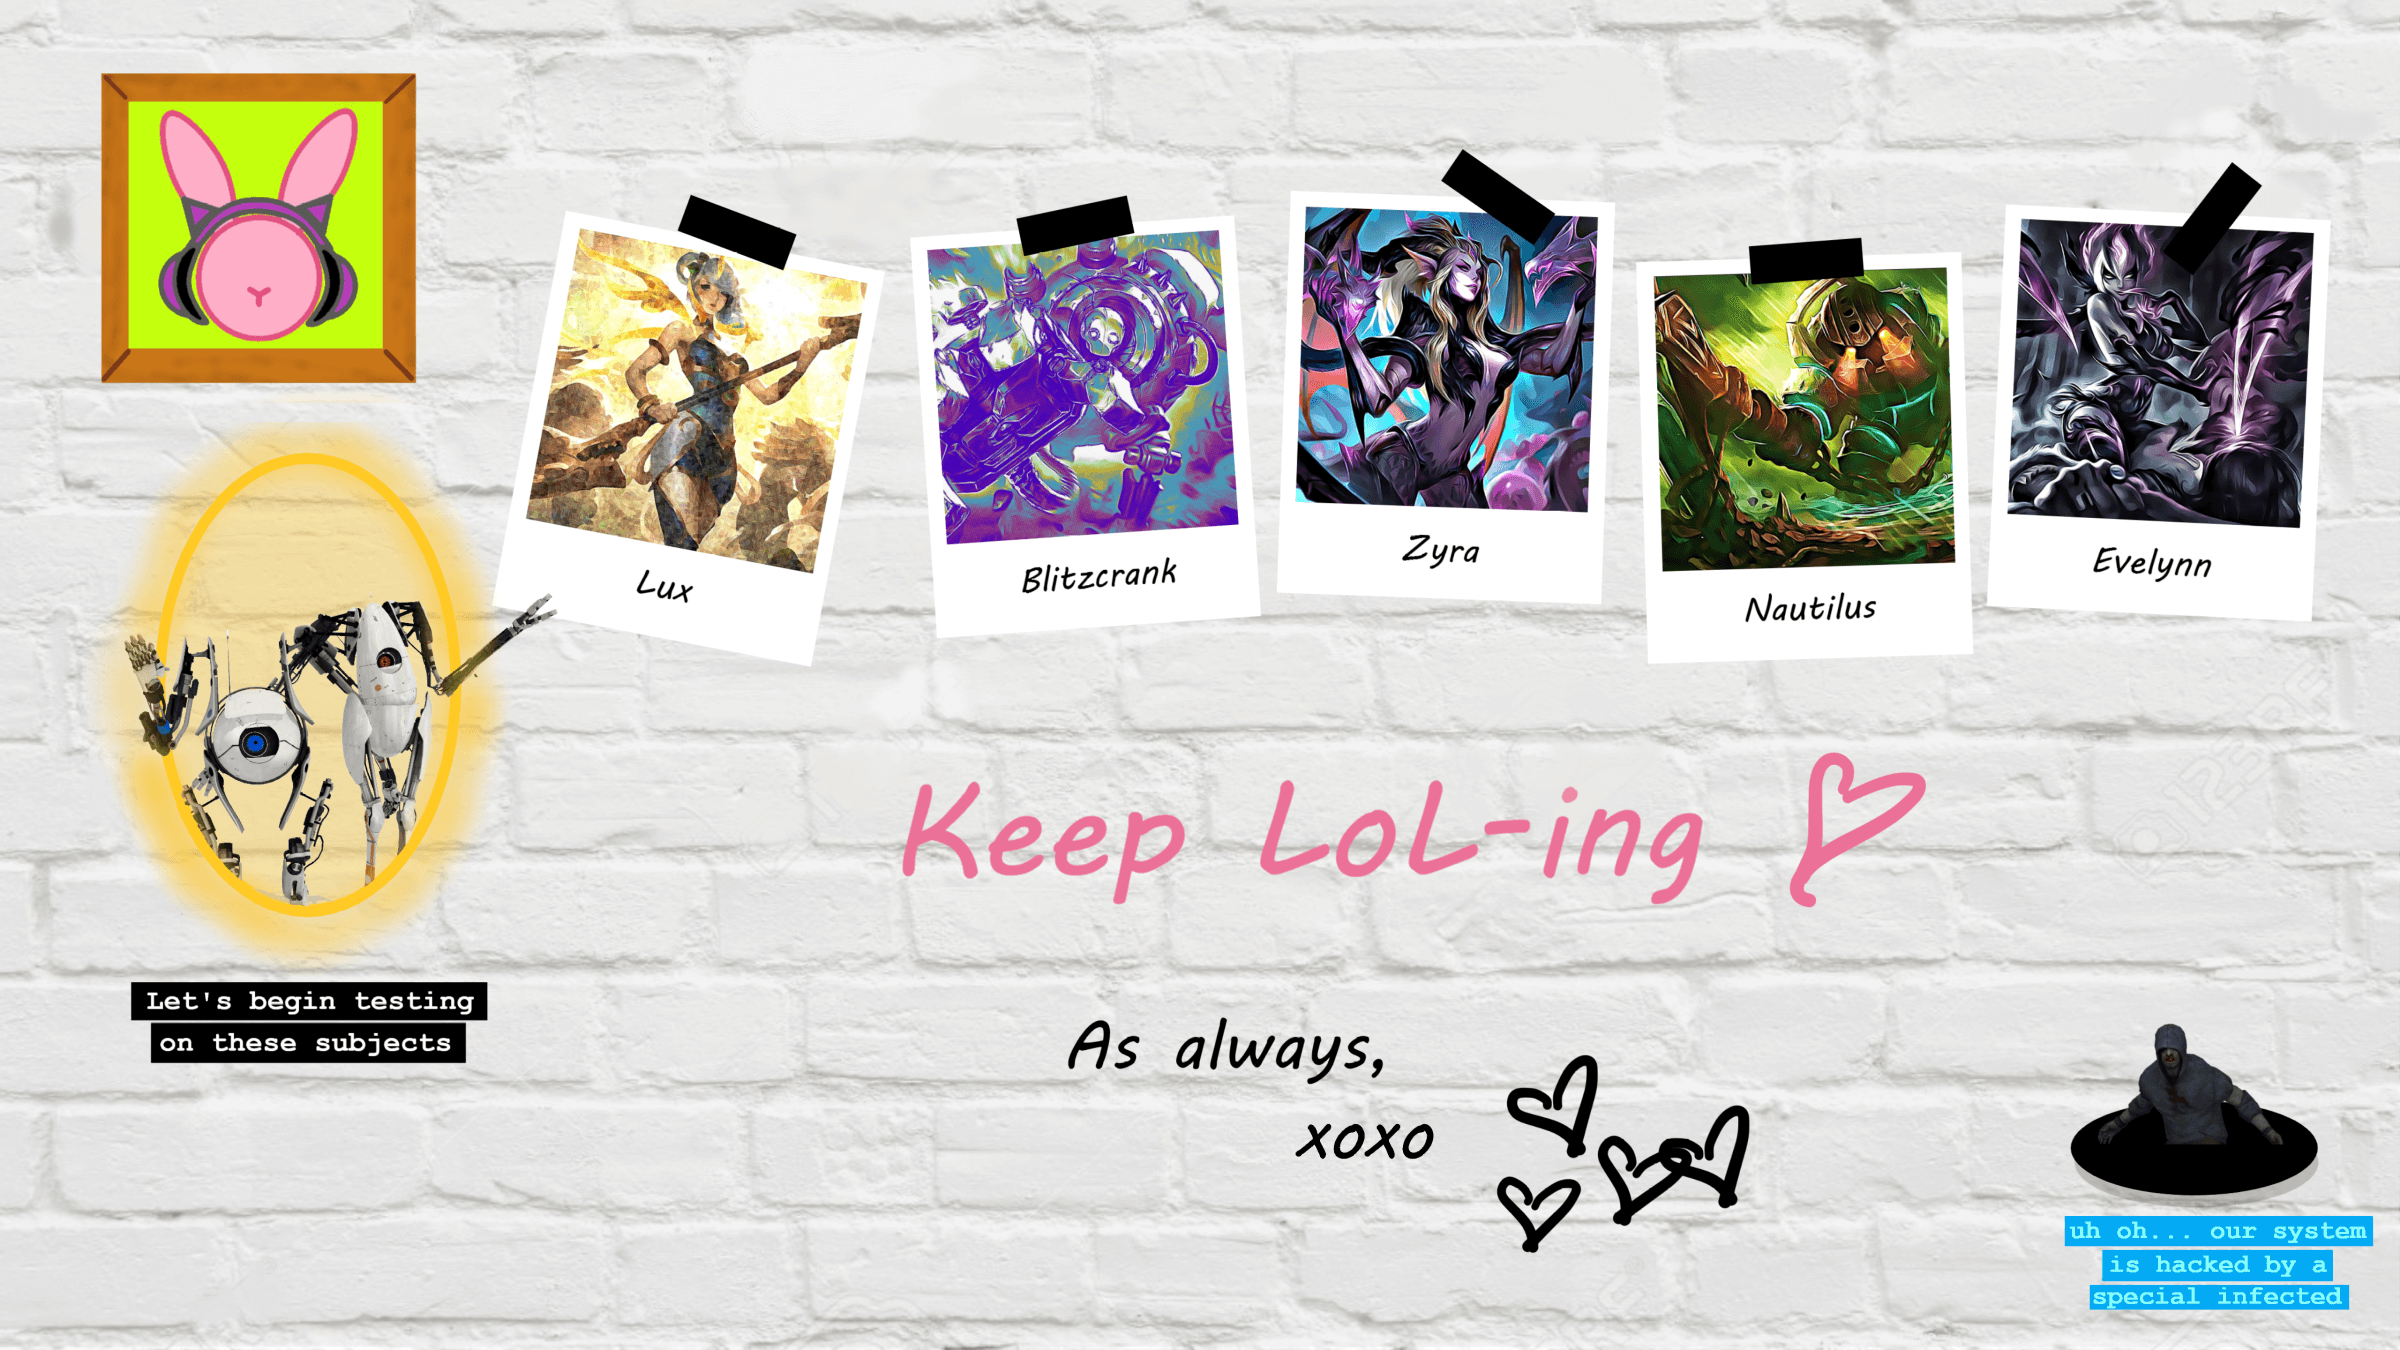 Lux
Blitzcrank
Zyra
Nautilus
Evelynn
Keep LoL-ing
Let's begin testing
on these subjects
As always,
xoxo
uh oh... our system
is hacked by a
special infected